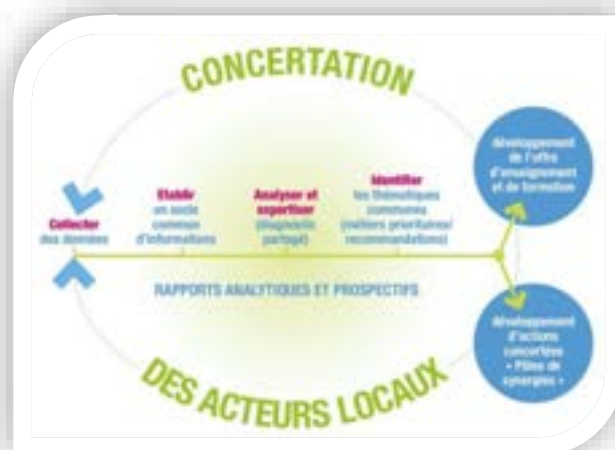 CONCERTATION
Collecter
des données
Etablir
un socle
commun
d'informations
Analyser et
expertiser
(diagnostic
partagé)
Identifier
les thématiques
communes
(métiers prioritaires/
recommandations)
développement
de l'offre
d'enseignement
et de formation
RAPPORTS ANALYTIQUES ET PROSPECTIFS
développement
d'actions
concertées
« Pôles de
synergies »
DES ACTEURS LOCAUX